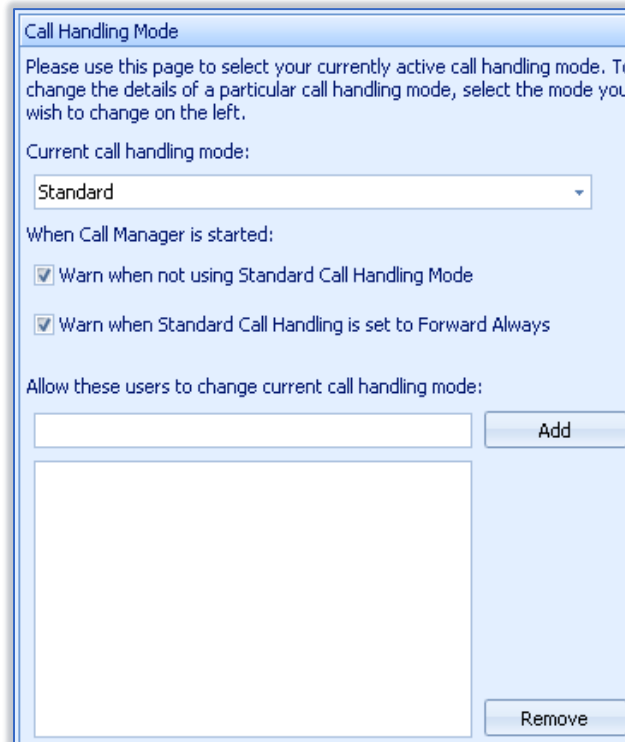 Call Handling Mode
Please use this page to select your currently active call handling mode. To
change the details of a particular call handling mode, select the mode you
wish to change on the left.
Current call handling mode:
Standard
When Call Manager is started:
Warn when not using Standard Call Handling Mode
Warn when Standard Call Handling is set to Forward Always
Allow these users to change current call handling mode:
Add
Remove